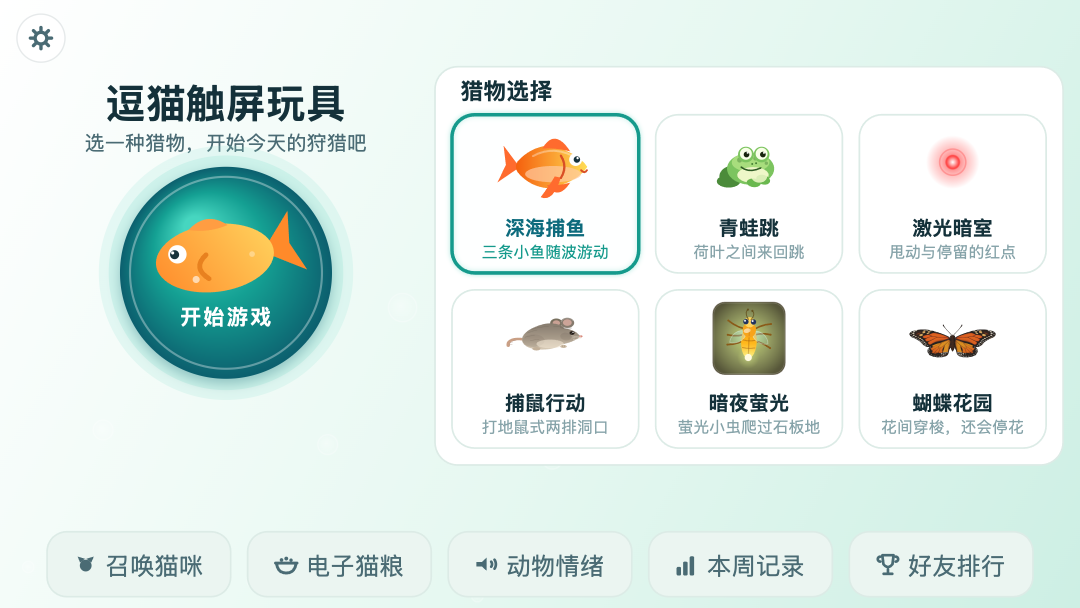 逗猫触屏玩具
选一种猎物，开始今天的狩猎吧
开始游戏
猎物选择
深海捕鱼
三条小鱼随波游动
青蛙跳
荷叶之间来回跳
激光暗室
甩动与停留的红点
捕鼠行动
打地鼠式两排洞口
暗夜萤光
萤光小虫爬过石板地
蝴蝶花园
花间穿梭，还会停花
召唤猫咪
电子猫粮
动物情绪
本周记录
好友排行